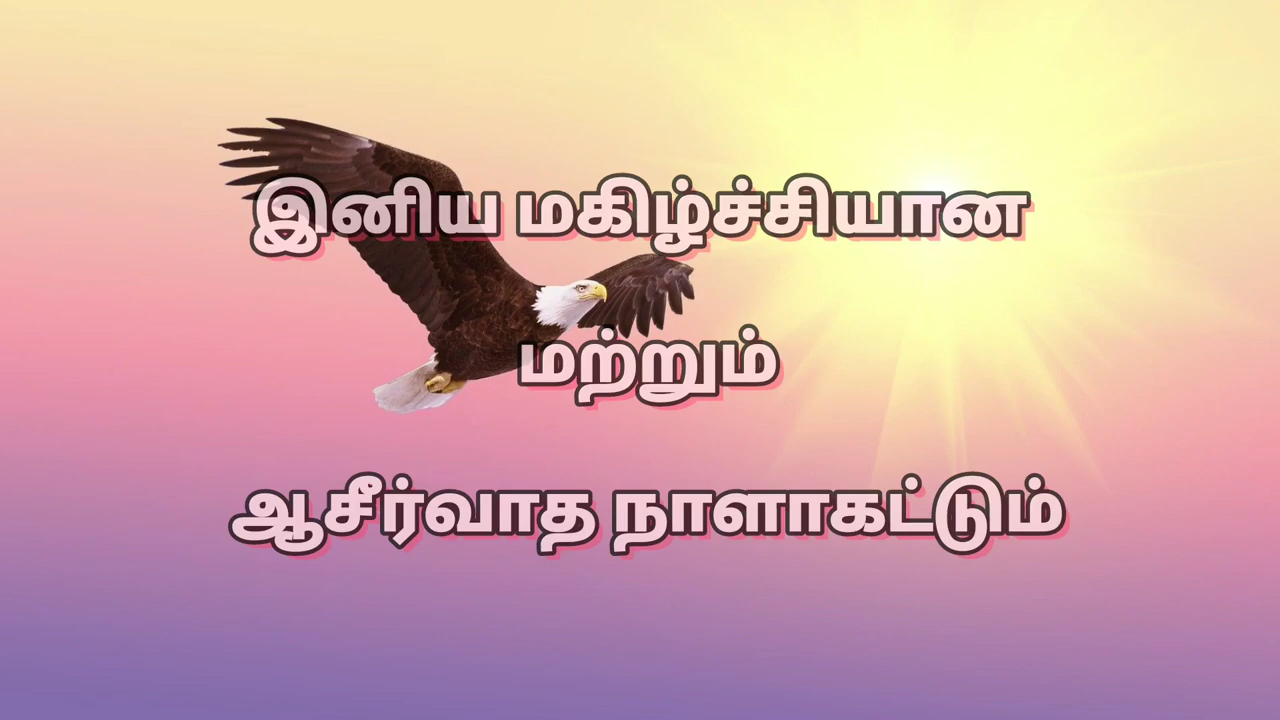 இனிய மகிழ்ச்சியான
மற்றும்
ஆசீர்வாத நாளாகட்டும்